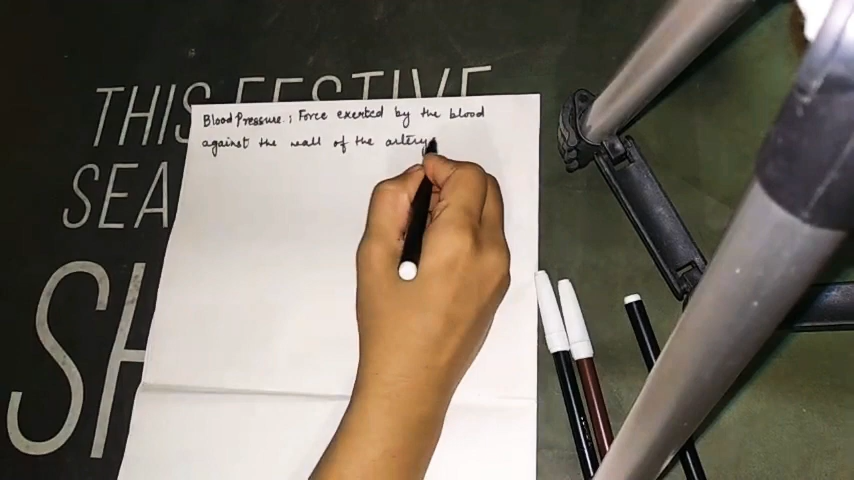 THIS FESTIVE
SEA
SH
Blood Pressure : Force exerted by the blood
against the wall of the artery